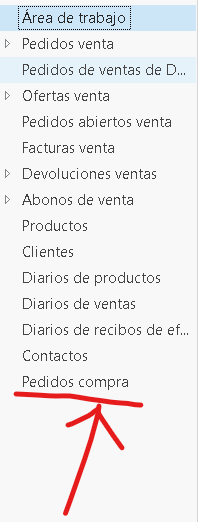 Área de trabajo
Pedidos venta
Pedidos de ventas de D...
Ofertas venta
Pedidos abiertos venta
Facturas venta
Devoluciones ventas
Abonos de venta
Productos
Clientes
Diarios de productos
Diarios de ventas
Diarios de recibos de ef...
Contactos
Pedidos compra